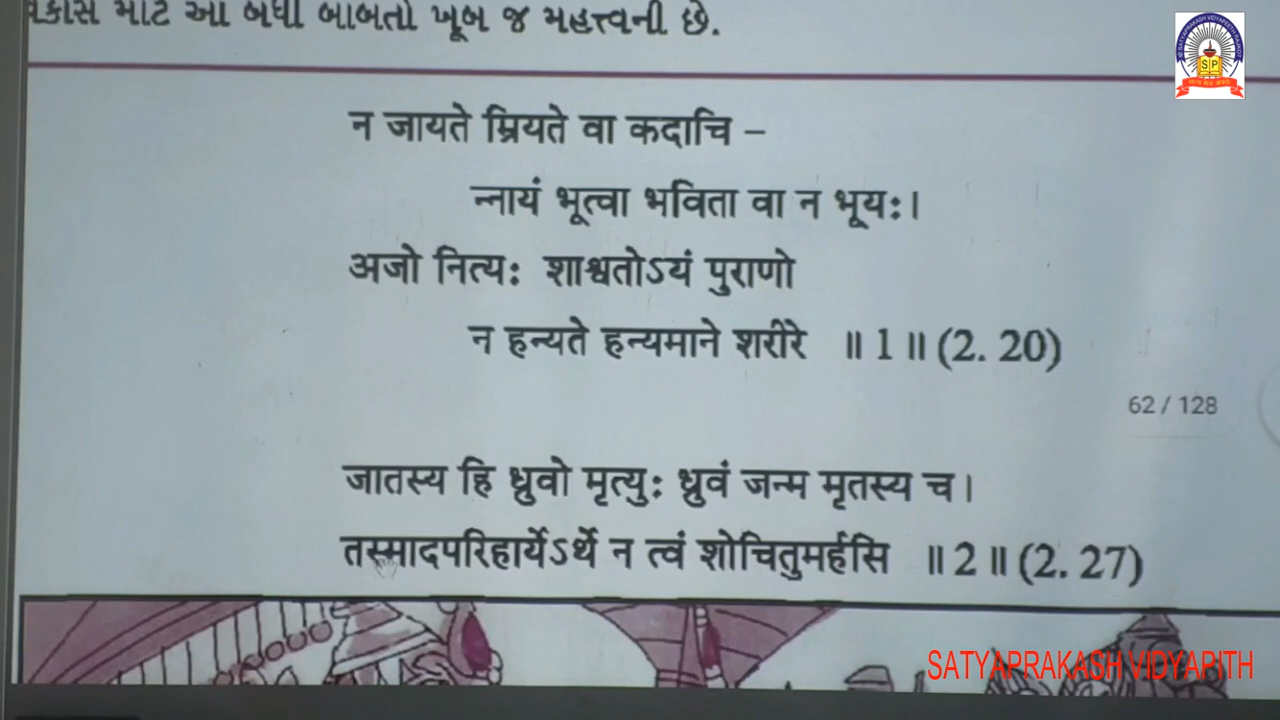 વિકાસ માટે આ બધી બાબતો ખૂબ જ મહત્ત્વની છે.
न जायते म्रियते वा कदाचि –
न्नायं भूत्वा भविता वा न भूयः।
अजो नित्यः शाश्वतोऽयं पुराणो
न हन्यते हन्यमाने शरीरे ॥ 1 ॥ (2. 20)
62 / 128
जातस्य हि ध्रुवो मृत्युः ध्रुवं जन्म मृतस्य च।
तस्मादपरिहार्येऽर्थे न त्वं शोचितुमर्हसि ॥ 2 ॥ (2. 27)
SATYAPRAKASH VIDYAPITH
SP